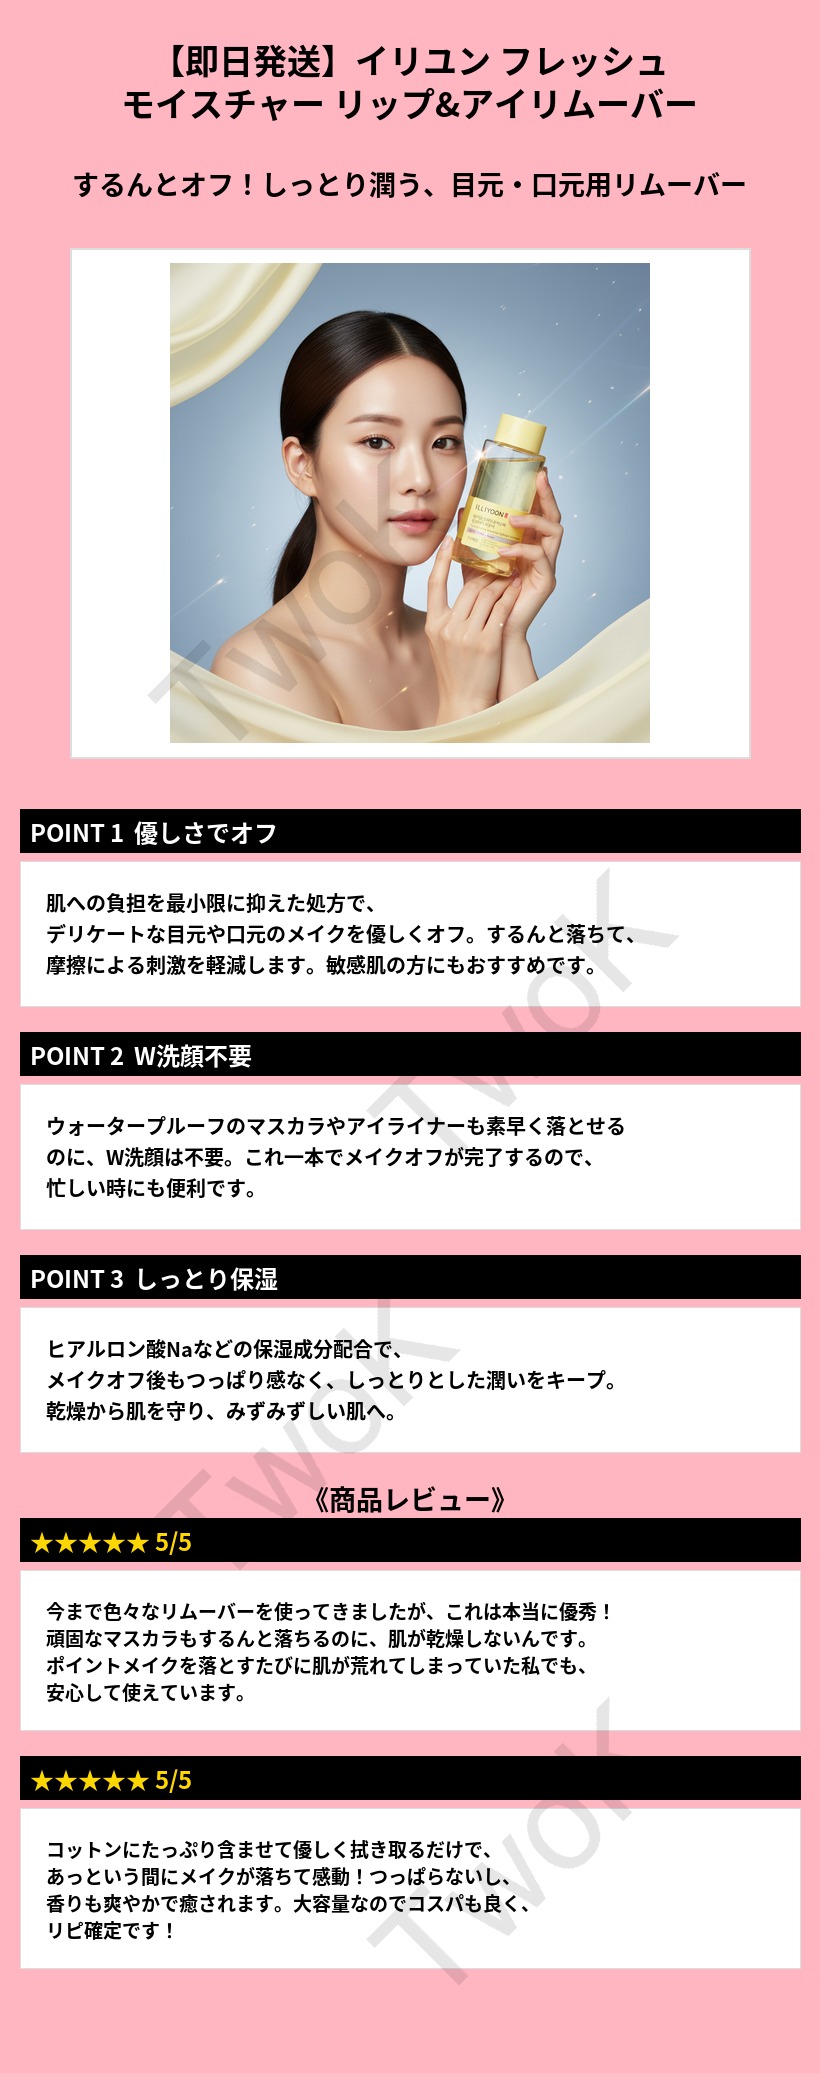 【即日発送】イリユン フレッシュ
モイスチャー リップ&アイリムーバー
するんとオフ！しっとり潤う、目元・口元用リムーバー
ILLIYOON
TwoK
POINT 1 優しさでオフ
肌への負担を最小限に抑えた処方で、
デリケートな目元や口元のメイクを優しくオフ。するんと落ちて、
摩擦による刺激を軽減します。敏感肌の方にもおすすめです。
TwoK
POINT 2 W洗顔不要
ウォータープルーフのマスカラやアイライナーも素早く落とせる
のに、W洗顔は不要。これ一本でメイクオフが完了するので、
忙しい時にも便利です。
POINT 3 しっとり保湿
ヒアルロン酸Naなどの保湿成分配合で、
メイクオフ後もつっぱり感なく、しっとりとした潤いをキープ。
乾燥から肌を守り、みずみずしい肌へ。
TwoK
《商品レビュー》
★★★★★ 5/5
今まで色々なリムーバーを使ってきましたが、これは本当に優秀！
頑固なマスカラもするんと落ちるのに、肌が乾燥しないんです。
ポイントメイクを落とすたびに肌が荒れてしまっていた私でも、
安心して使えています。
★★★★★ 5/5
コットンにたっぷり含ませて優しく拭き取るだけで、
あっという間にメイクが落ちて感動！つっぱらないし、
香りも爽やかで癒されます。大容量なのでコスパも良く、
リピ確定です！
TwoK